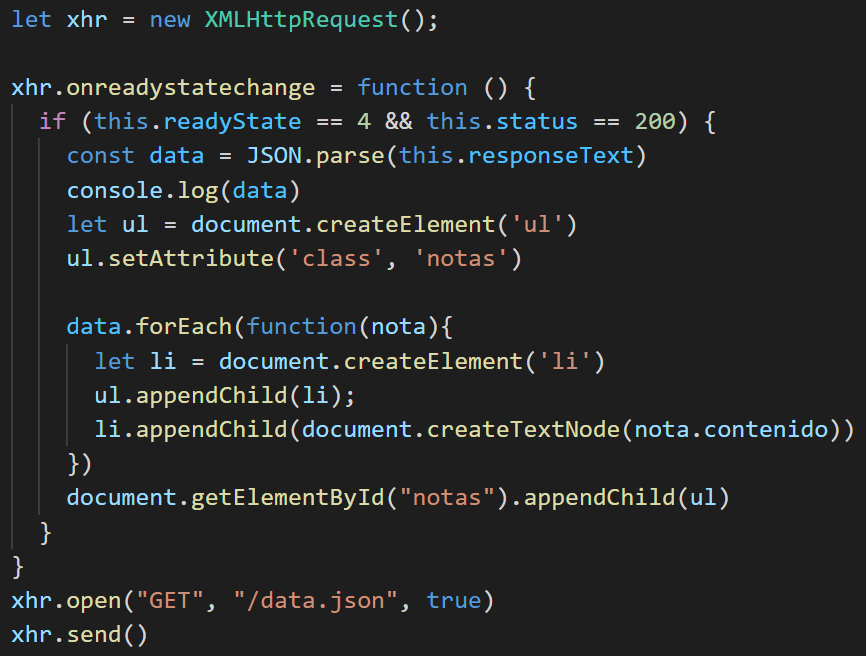 let xhr = new XMLHttpRequest();

xhr.onreadystatechange = function () {
  if (this.readyState == 4 && this.status == 200) {
    const data = JSON.parse(this.responseText)
    console.log(data)
    let ul = document.createElement('ul')
    ul.setAttribute('class', 'notas')

    data.forEach(function(nota){
      let li = document.createElement('li')
      ul.appendChild(li);
      li.appendChild(document.createTextNode(nota.contenido))
    })
    document.getElementById("notas").appendChild(ul)
  }
}
xhr.open("GET", "/data.json", true)
xhr.send()